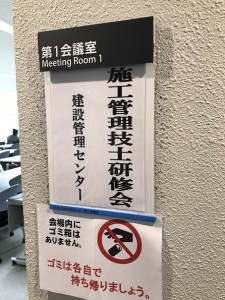 第1会議室
Meeting Room 1
施工管理技士研修会
建設管理センター
会場内に
ゴミ箱は
ありません。
ゴミは各自で
持ち帰りましょう。